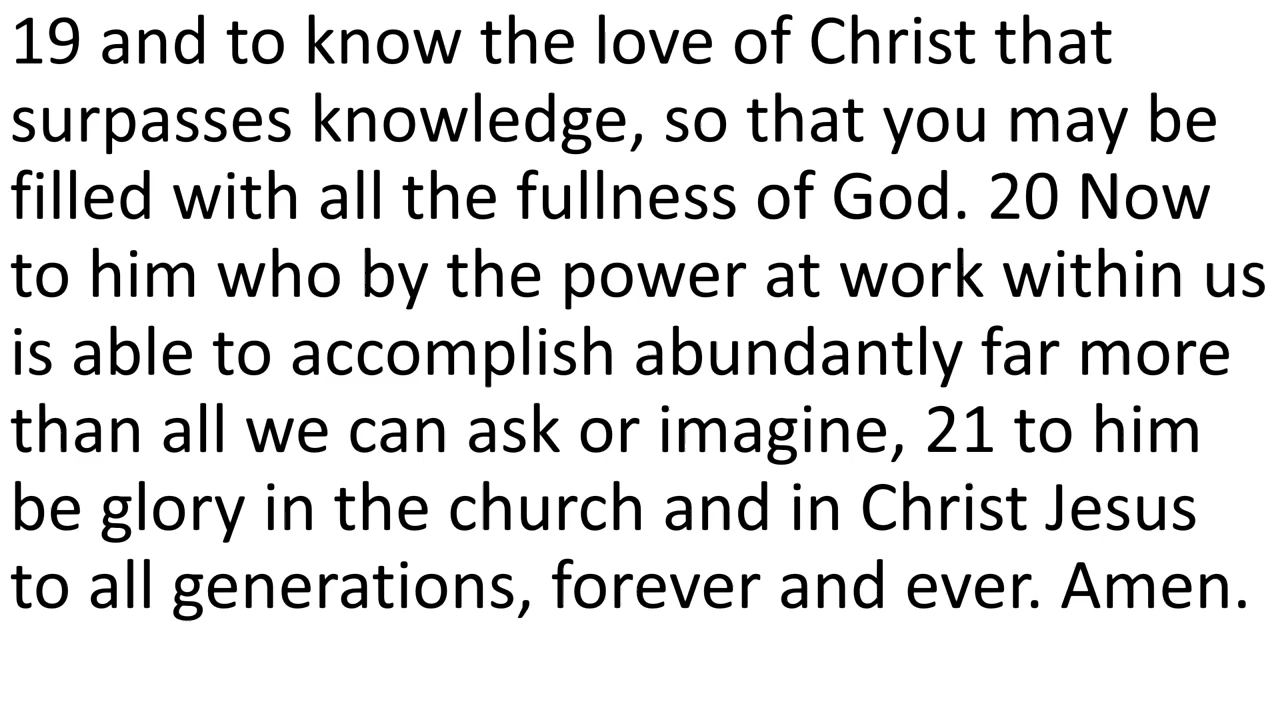 19 and to know the love of Christ that
surpasses knowledge, so that you may be
filled with all the fullness of God. 20 Now
to him who by the power at work within us
is able to accomplish abundantly far more
than all we can ask or imagine, 21 to him
be glory in the church and in Christ Jesus
to all generations, forever and ever. Amen.